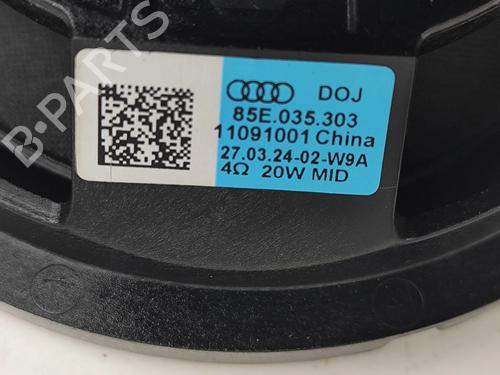 B-PARTS
DOJ
85E.035.303
11091001 China
27.03.24-02-W9A
4Ω 20W MID